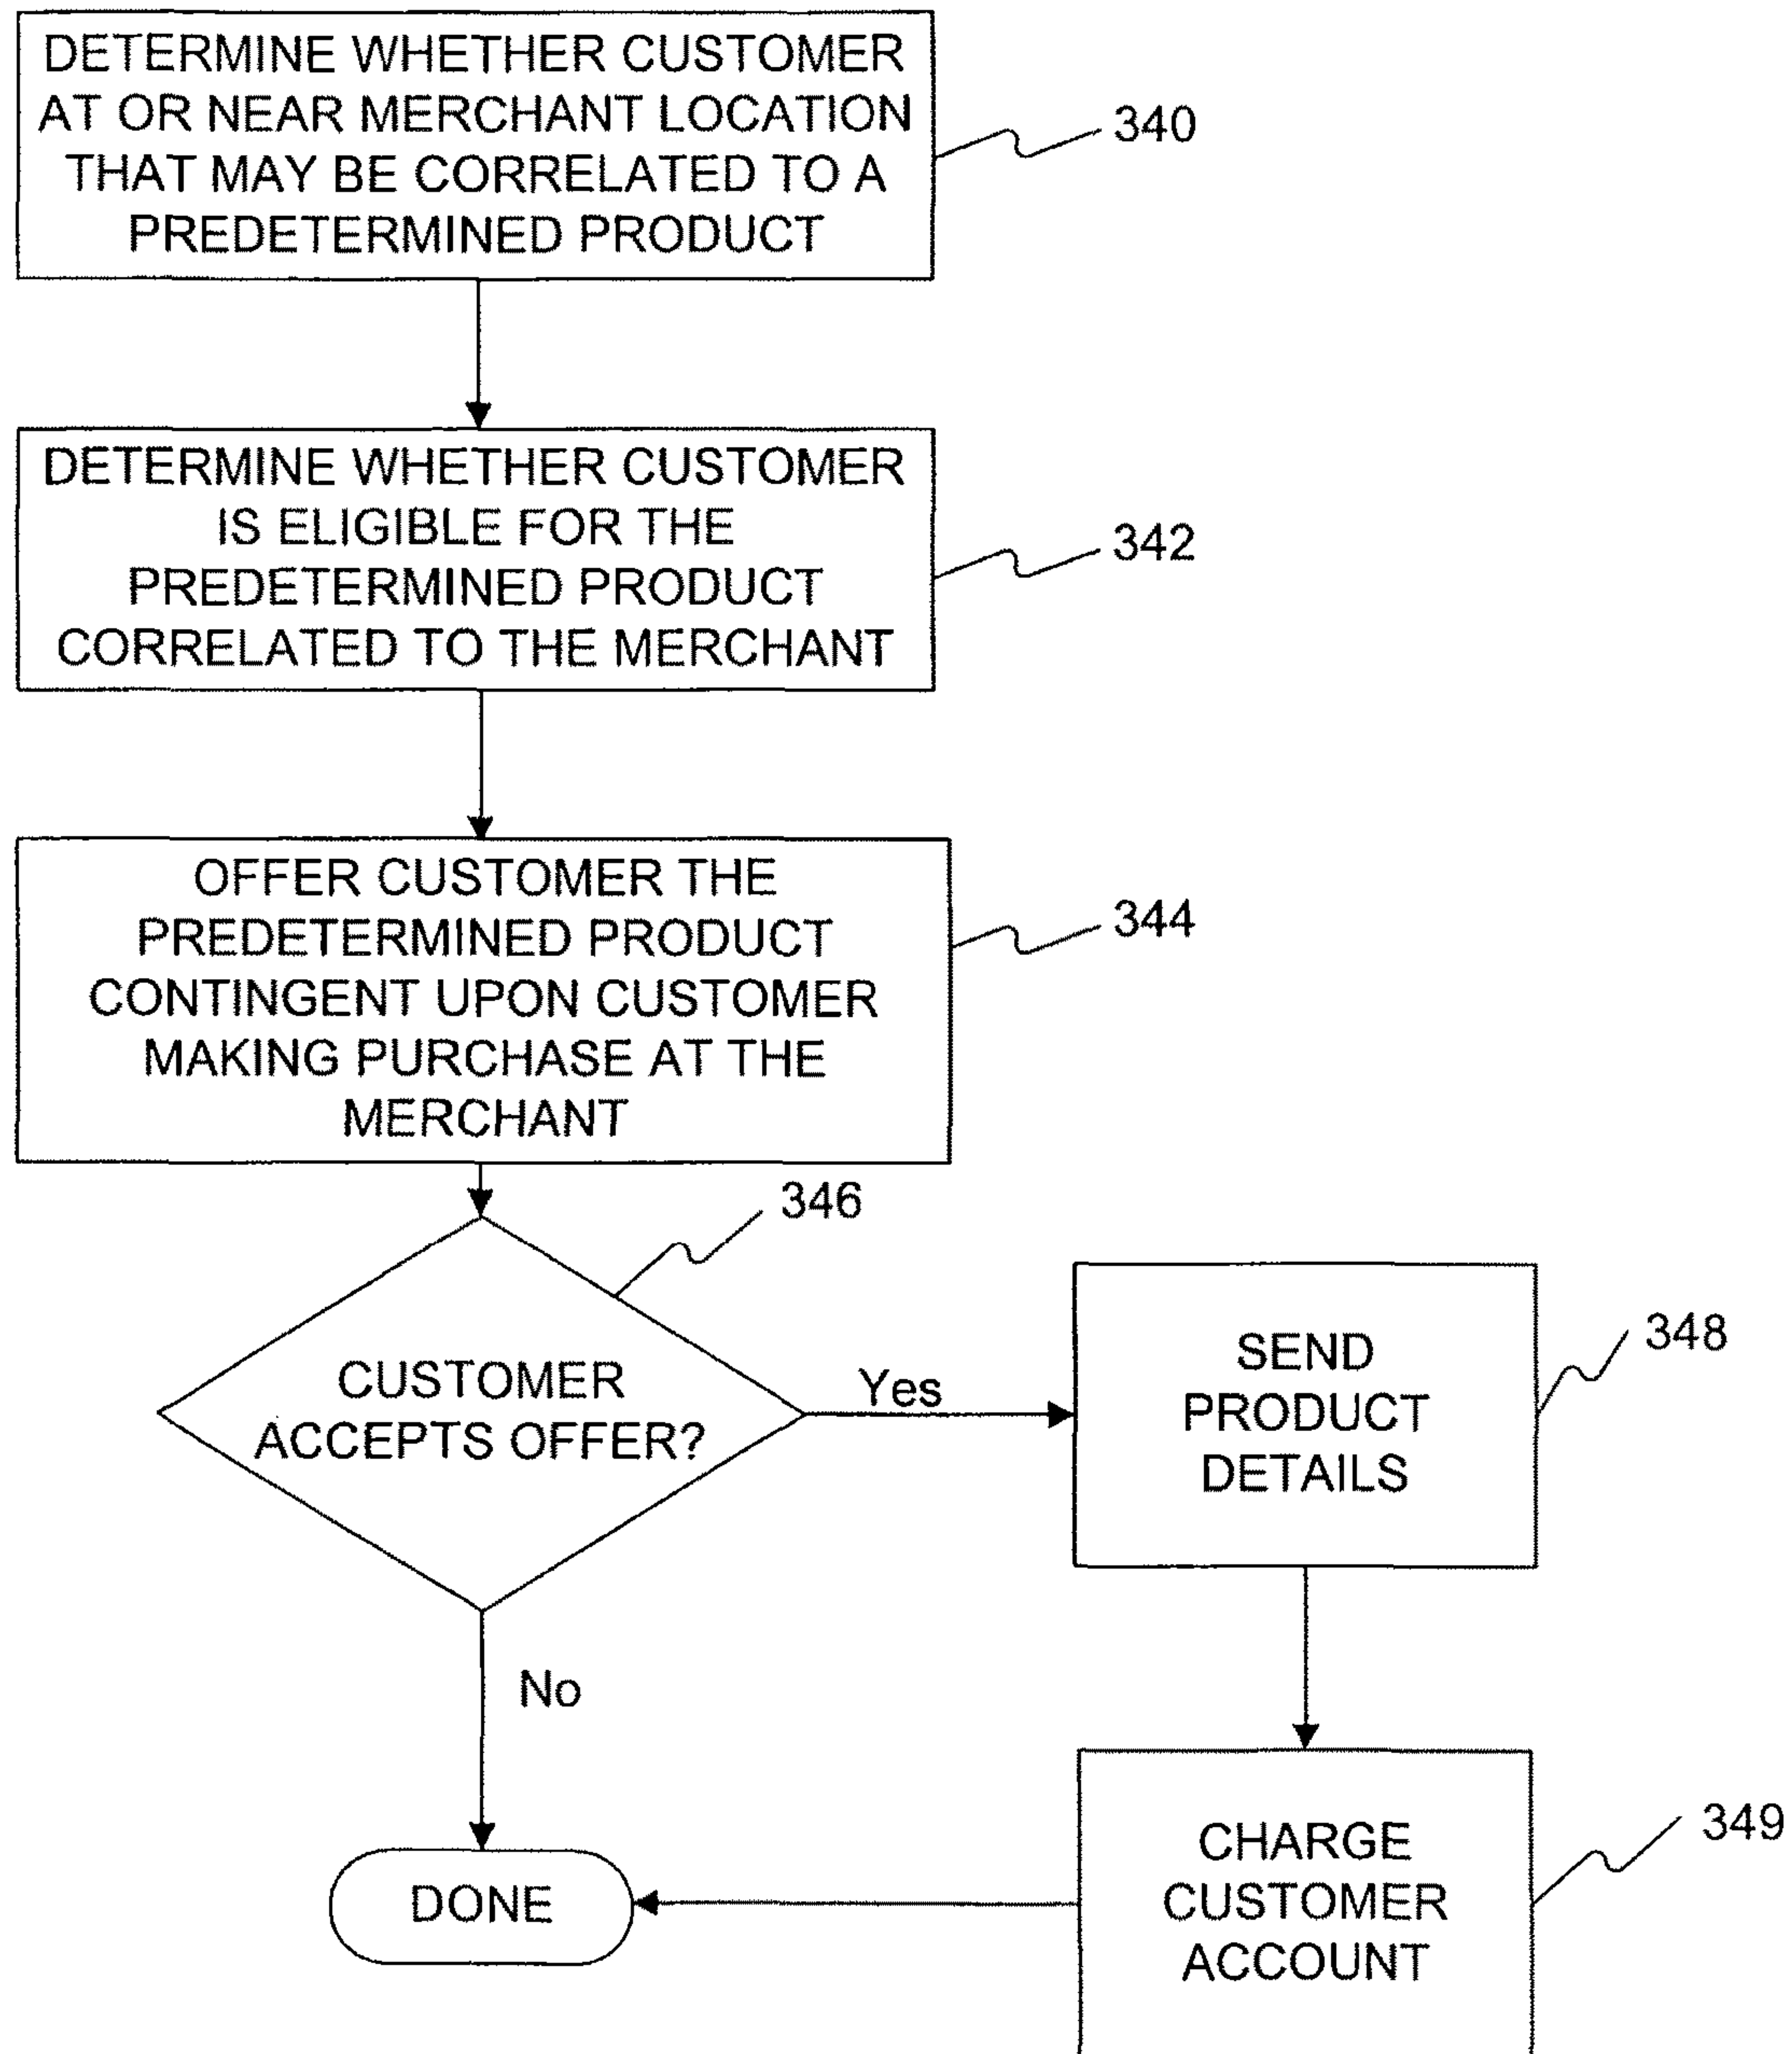 DETERMINE WHETHER CUSTOMER
AT OR NEAR MERCHANT LOCATION
THAT MAY BE CORRELATED TO A
PREDETERMINED PRODUCT
340
DETERMINE WHETHER CUSTOMER
IS ELIGIBLE FOR THE
PREDETERMINED PRODUCT
CORRELATED TO THE MERCHANT
342
OFFER CUSTOMER THE
PREDETERMINED PRODUCT
CONTINGENT UPON CUSTOMER
MAKING PURCHASE AT THE
MERCHANT
344
346
CUSTOMER
ACCEPTS OFFER?
Yes
SEND
PRODUCT
DETAILS
348
No
CHARGE
CUSTOMER
ACCOUNT
349
DONE